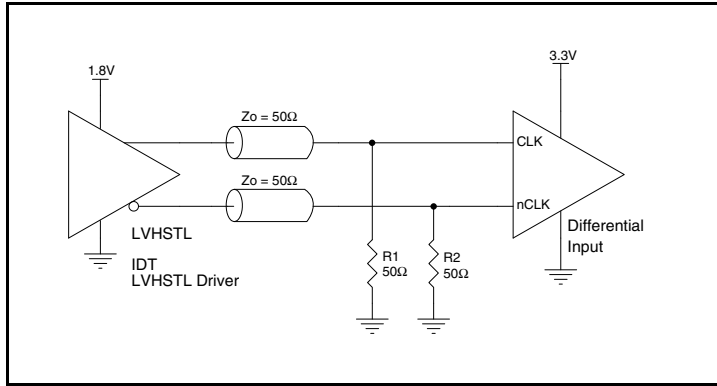 1.8V
3.3V
Zo = 50Ω
CLK
Zo = 50Ω
nCLK
LVHSTL
IDT
LVHSTL Driver
R1
50Ω
R2
50Ω
Differential
Input